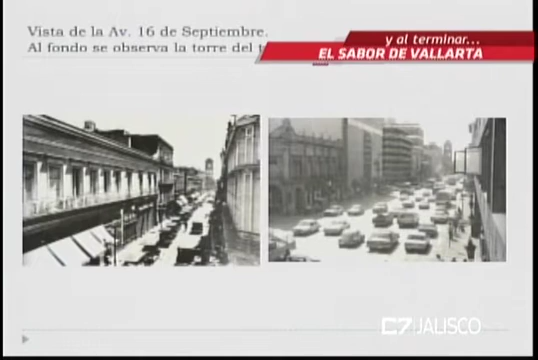 Vista de la Av. 16 de Septiembre.
Al fondo se observa la torre del
y al terminar...
EL SABOR DE VALLARTA
C7 JALISCO